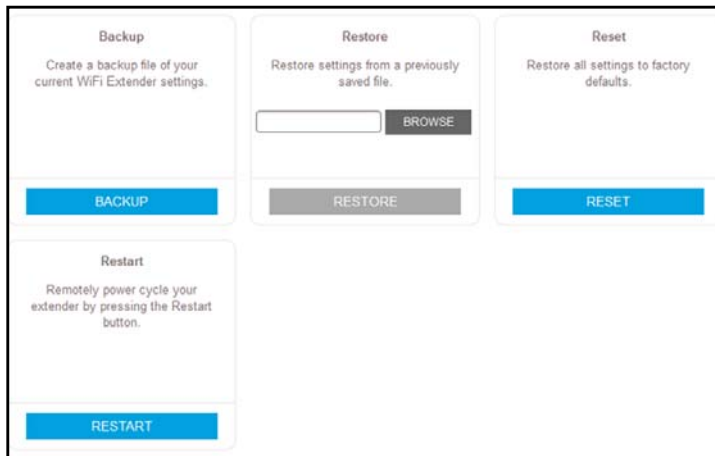 Backup
Create a backup file of your
current WiFi Extender settings.
BACKUP
Restore
Restore settings from a previously
saved file.
BROWSE
RESTORE
Reset
Restore all settings to factory
defaults.
RESET
Restart
Remotely power cycle your
extender by pressing the Restart
button.
RESTART